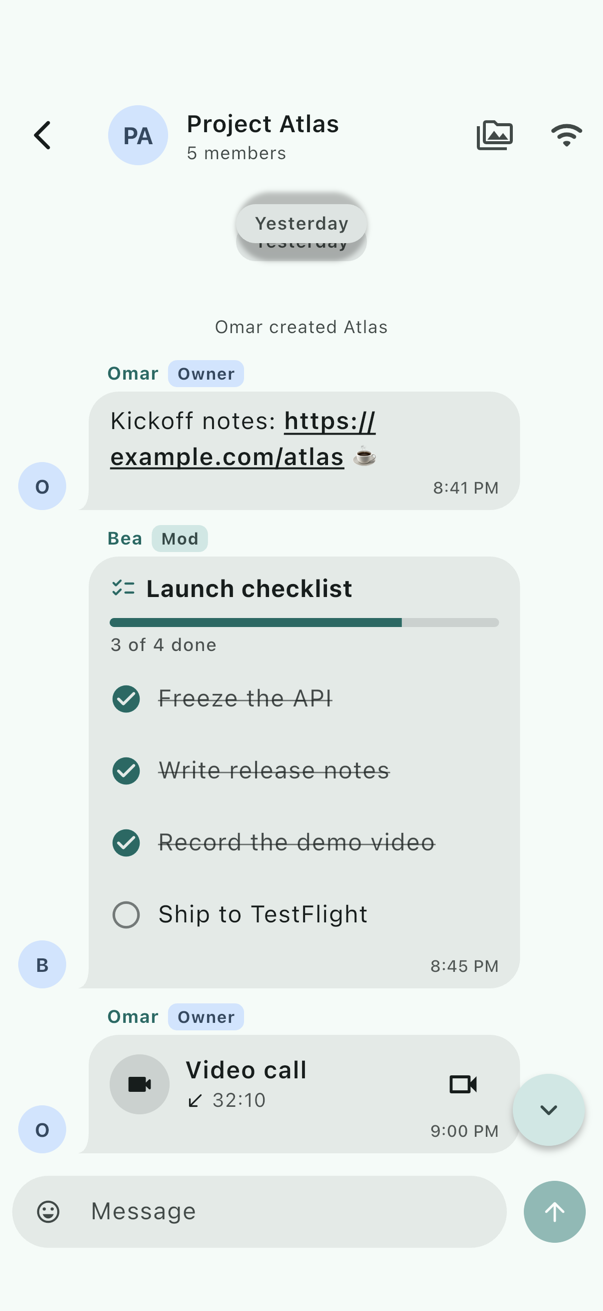 PA
Project Atlas
5 members
Yesterday
Yesterday
Omar created Atlas
Omar Owner
Kickoff notes: https://
example.com/atlas ☕
O
8:41 PM
Bea Mod
Launch checklist
3 of 4 done
Freeze the API
Write release notes
Record the demo video
Ship to TestFlight
B
8:45 PM
Omar Owner
Video call
↙ 32:10
O
9:00 PM
Message